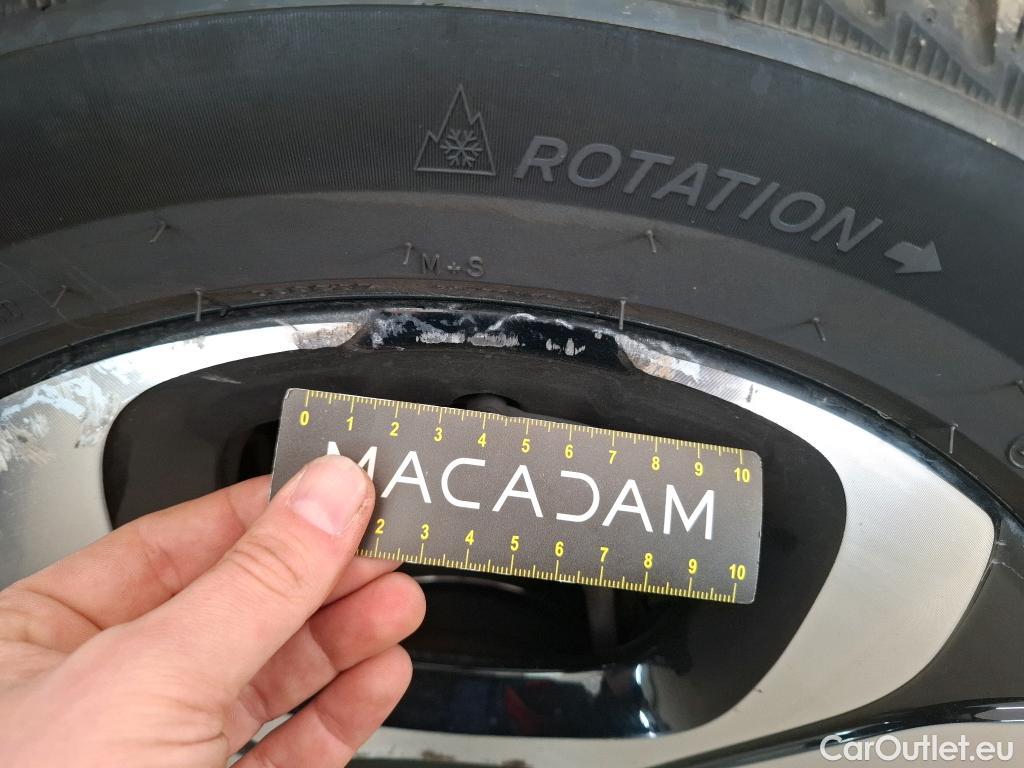 ROTATION
M+S
0 1 2 3 4 5 6 7 8 9 10
MACADAM
2 3 4 5 6 7 8 9 10
CarOutlet.eu